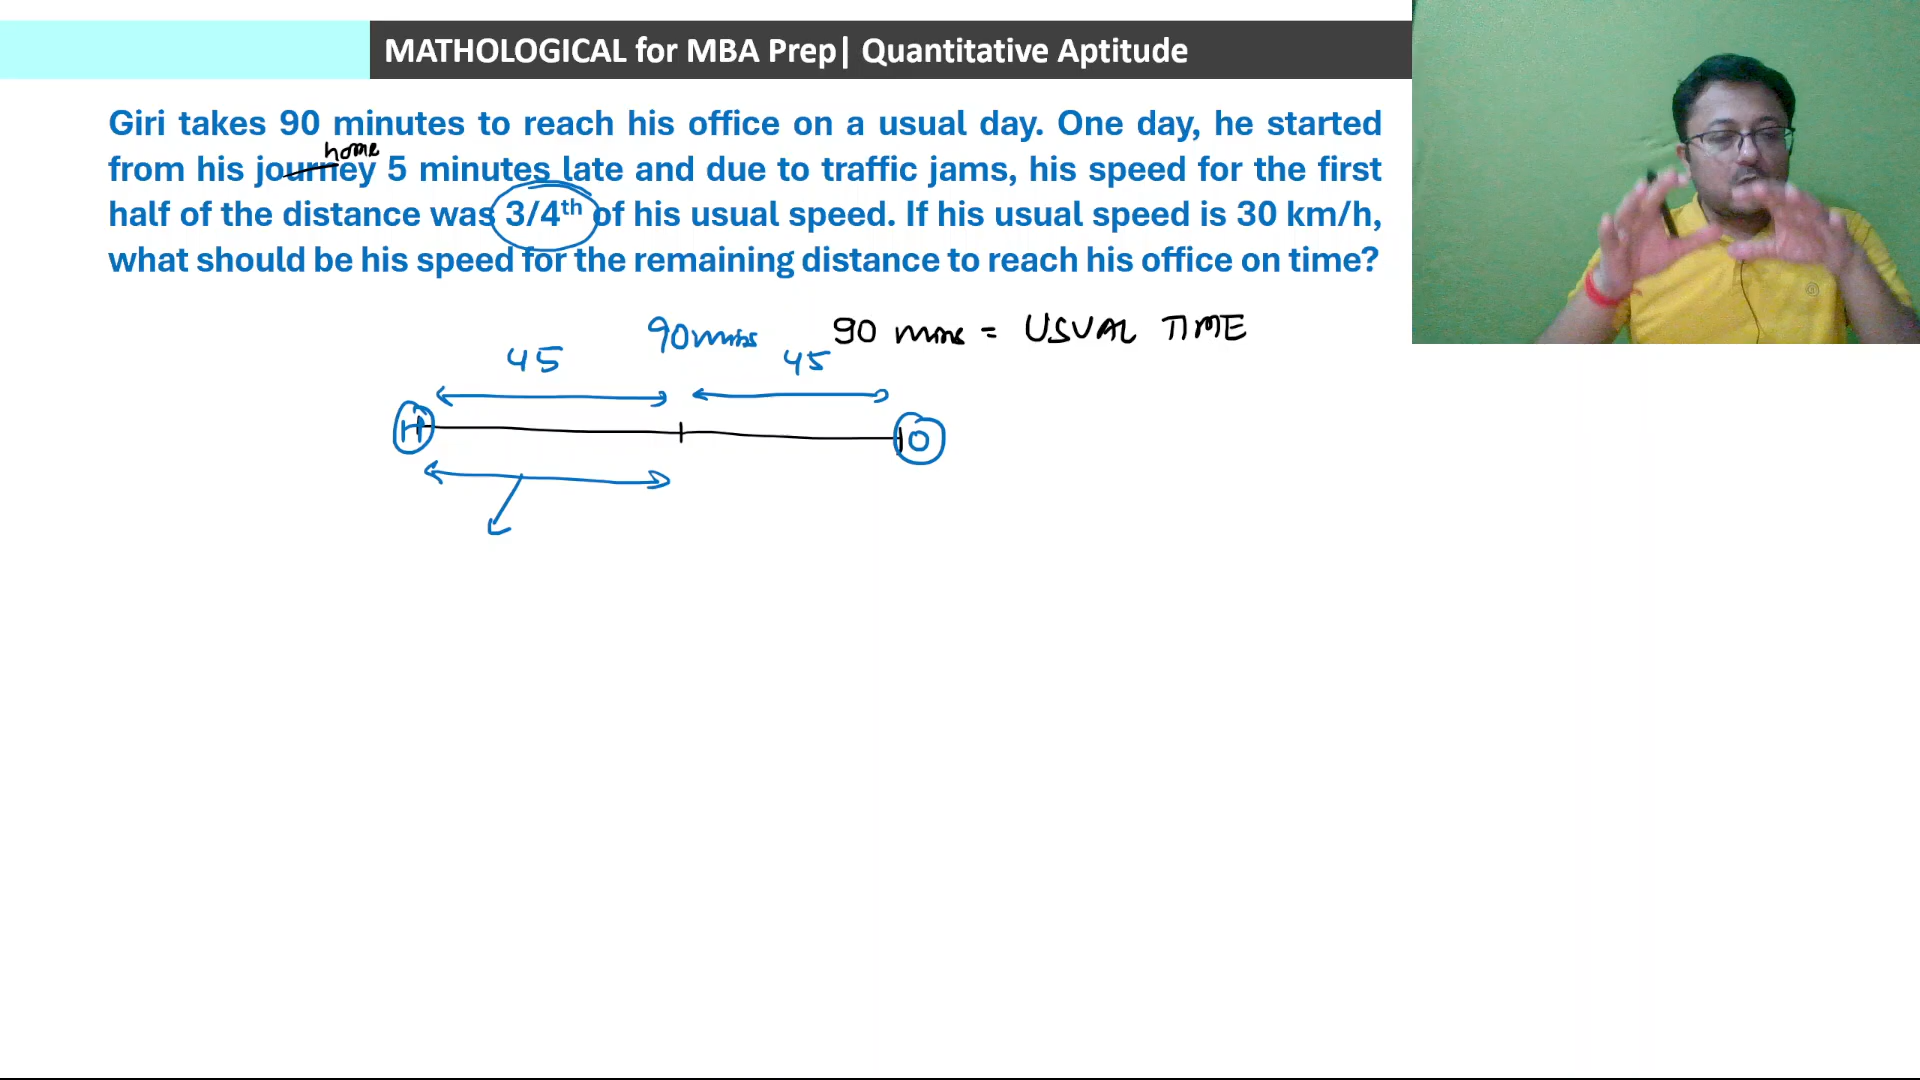 MATHOLOGICAL for MBA Prep| Quantitative Aptitude
Giri takes 90 minutes to reach his office on a usual day. One day, he started
home
from his journey 5 minutes late and due to traffic jams, his speed for the first
half of the distance was 3/4th of his usual speed. If his usual speed is 30 km/h,
what should be his speed for the remaining distance to reach his office on time?
90 mins
90 mins = USUAL TIME
45
45
H
O